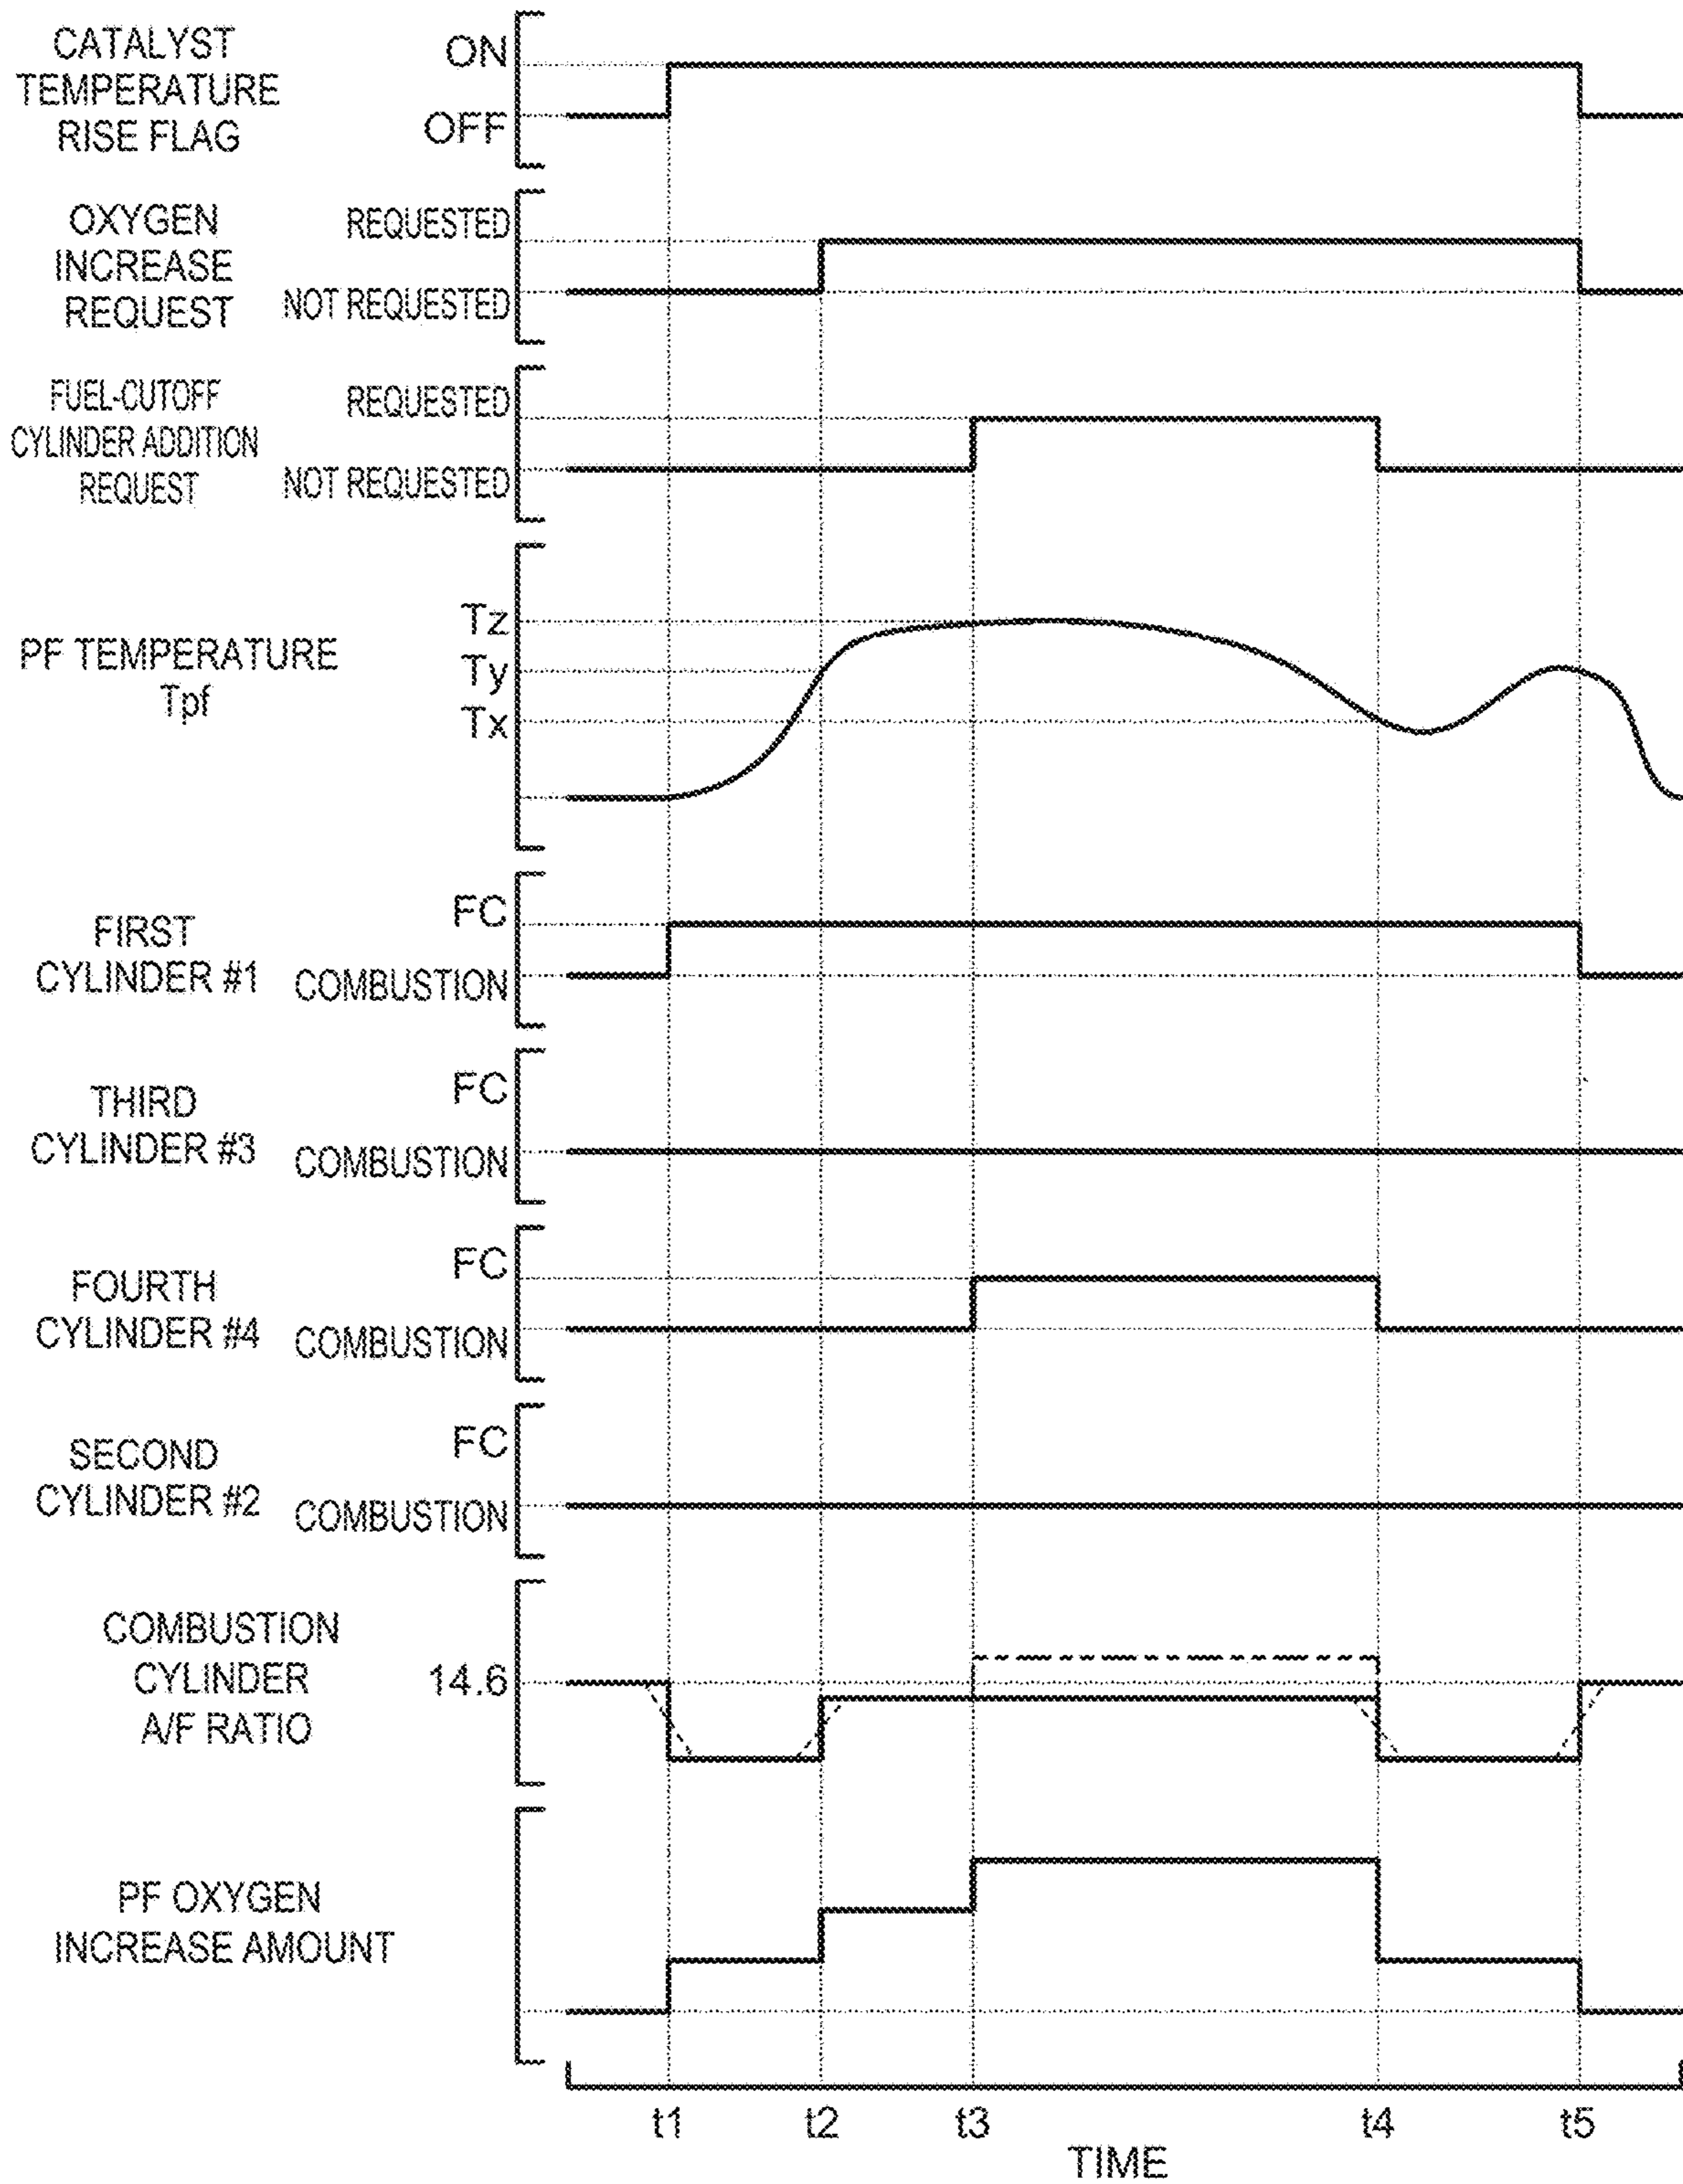 CATALYST
TEMPERATURE
RISE FLAG
ON
OFF
OXYGEN
INCREASE
REQUEST
REQUESTED
NOT REQUESTED
FUEL-CUTOFF
CYLINDER ADDITION
REQUEST
REQUESTED
NOT REQUESTED
PF TEMPERATURE
Tpf
Tz
Ty
Tx
FIRST
CYLINDER #1
FC
COMBUSTION
THIRD
CYLINDER #3
FC
COMBUSTION
FOURTH
CYLINDER #4
FC
COMBUSTION
SECOND
CYLINDER #2
FC
COMBUSTION
COMBUSTION
CYLINDER
A/F RATIO
14.6
PF OXYGEN
INCREASE AMOUNT
t1 t2 t3 t4 t5
TIME